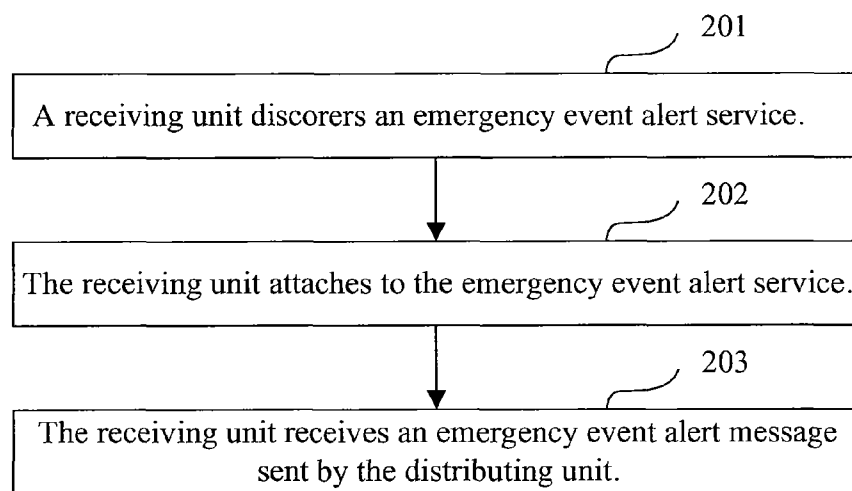 201
A receiving unit discorers an emergency event alert service.
202
The receiving unit attaches to the emergency event alert service.
203
The receiving unit receives an emergency event alert message
sent by the distributing unit.